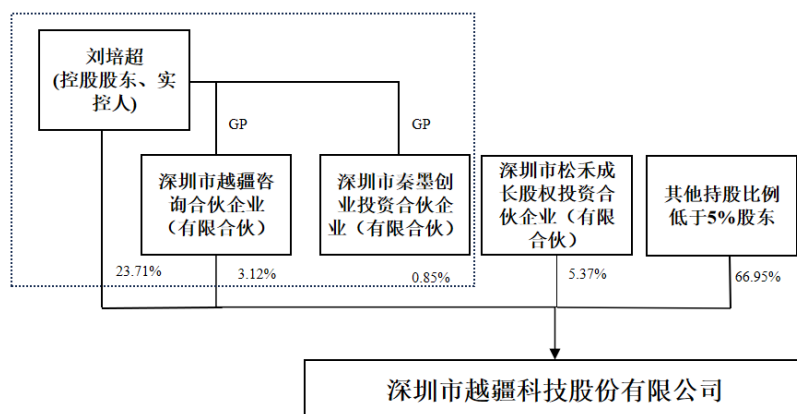 刘培超
(控股股东、实
控人)
GP
GP
深圳市越疆咨
询合伙企业
（有限合伙）
深圳市秦墨创
业投资合伙企
业（有限合伙）
深圳市松禾成
长股权投资合
伙企业（有限
合伙）
其他持股比例
低于5%股东
23.71%
3.12%
0.85%
5.37%
66.95%
深圳市越疆科技股份有限公司